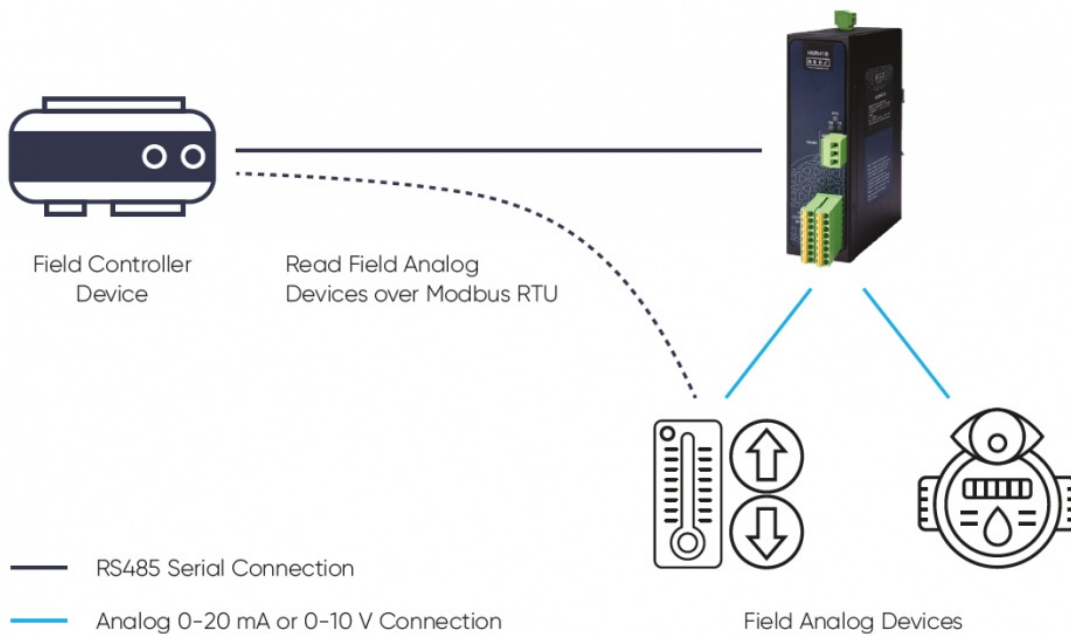 Field Controller
Device
Read Field Analog
Devices over Modbus RTU
RS485 Serial Connection
Analog 0-20 mA or 0-10 V Connection
Field Analog Devices